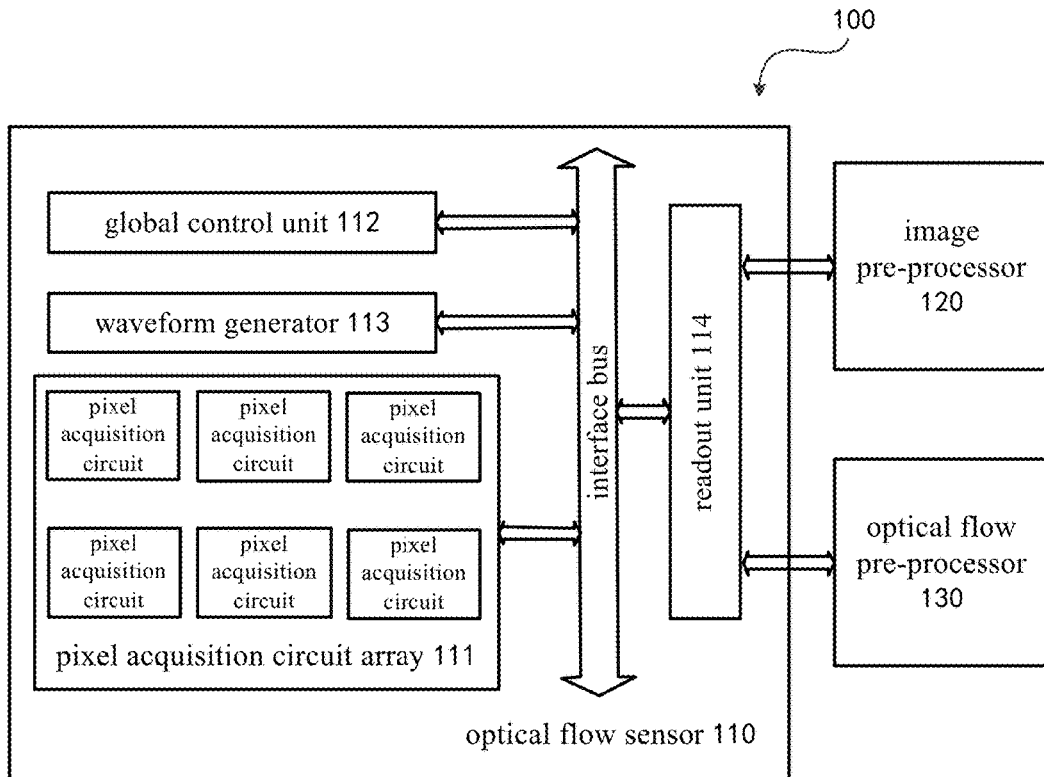 100
global control unit 112
waveform generator 113
pixel
acquisition
circuit
pixel
acquisition
circuit
pixel
acquisition
circuit
pixel
acquisition
circuit
pixel
acquisition
circuit
pixel
acquisition
circuit
pixel acquisition circuit array 111
interface bus
readout unit 114
optical flow sensor 110
image
pre-processor
120
optical flow
pre-processor
130